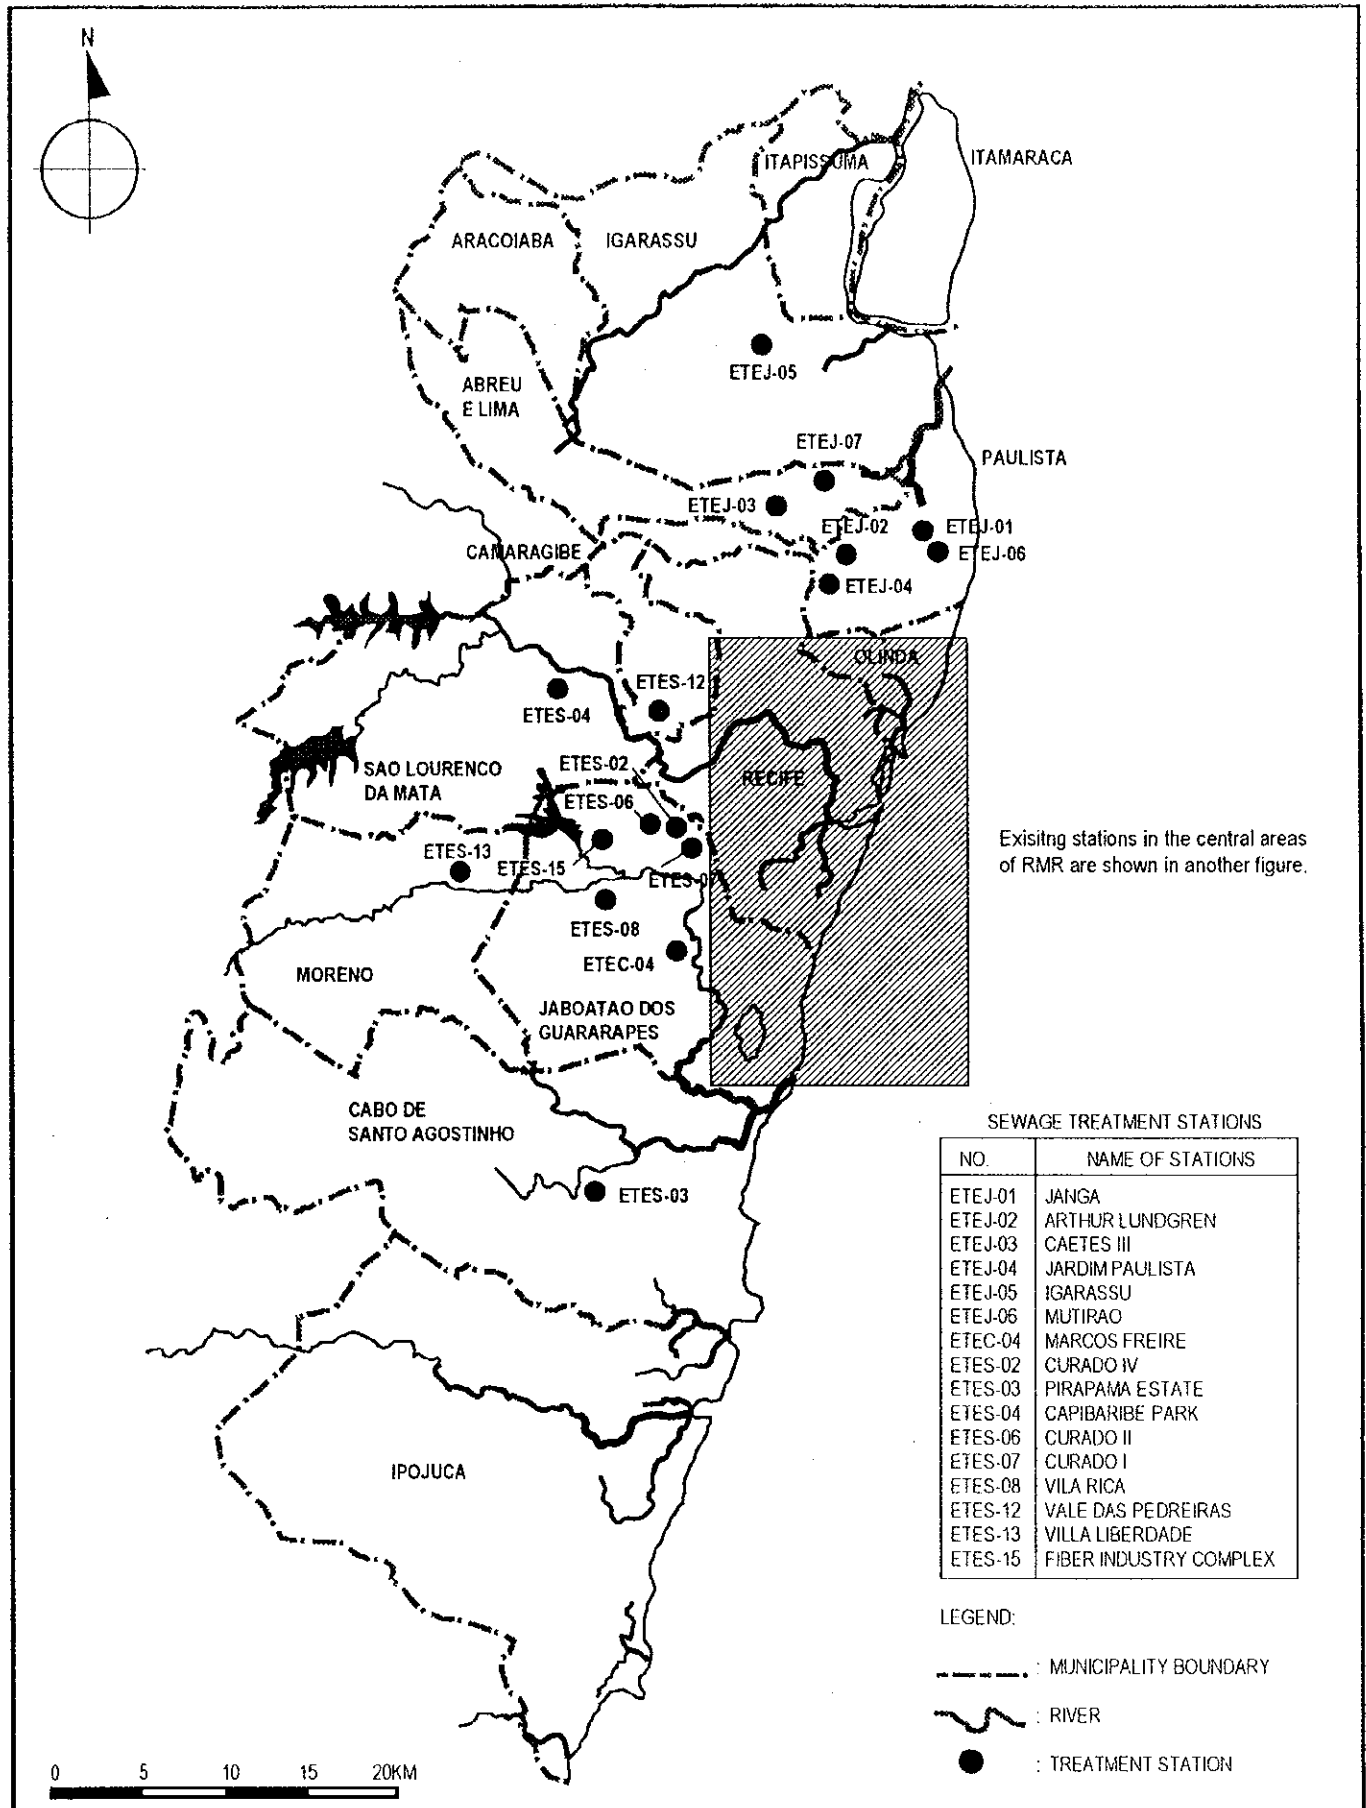 N
ITAPISSUMA
ITAMARACA
ARACOIABA
IGARASSU
ETEJ-05
ABREU
E LIMA
ETEJ-07
PAULISTA
ETEJ-03
ETEJ-02
ETEJ-01
CAMARAGIBE
ETEJ-06
ETEJ-04
OLINDA
ETES-12
ETES-04
ETES-02
SAO LOURENCO
DA MATA
RECIFE
ETES-06
Exisitng stations in the central areas
of RMR are shown in another figure.
ETES-13
ETES-15
ETES-07
ETES-08
ETEC-04
MORENO
JABOATAO DOS
GUARARAPES
CABO DE
SANTO AGOSTINHO
ETES-03
IPOJUCA
SEWAGE TREATMENT STATIONS
NO. NAME OF STATIONS
ETEJ-01 JANGA
ETEJ-02 ARTHUR LUNDGREN
ETEJ-03 CAETES III
ETEJ-04 JARDIM PAULISTA
ETEJ-05 IGARASSU
ETEJ-06 MUTIRAO
ETEC-04 MARCOS FREIRE
ETES-02 CURADO IV
ETES-03 PIRAPAMA ESTATE
ETES-04 CAPIBARIBE PARK
ETES-06 CURADO II
ETES-07 CURADO I
ETES-08 VILA RICA
ETES-12 VALE DAS PEDREIRAS
ETES-13 VILLA LIBERDADE
ETES-15 FIBER INDUSTRY COMPLEX
LEGEND:
: MUNICIPALITY BOUNDARY
: RIVER
: TREATMENT STATION
0 5 10 15 20KM